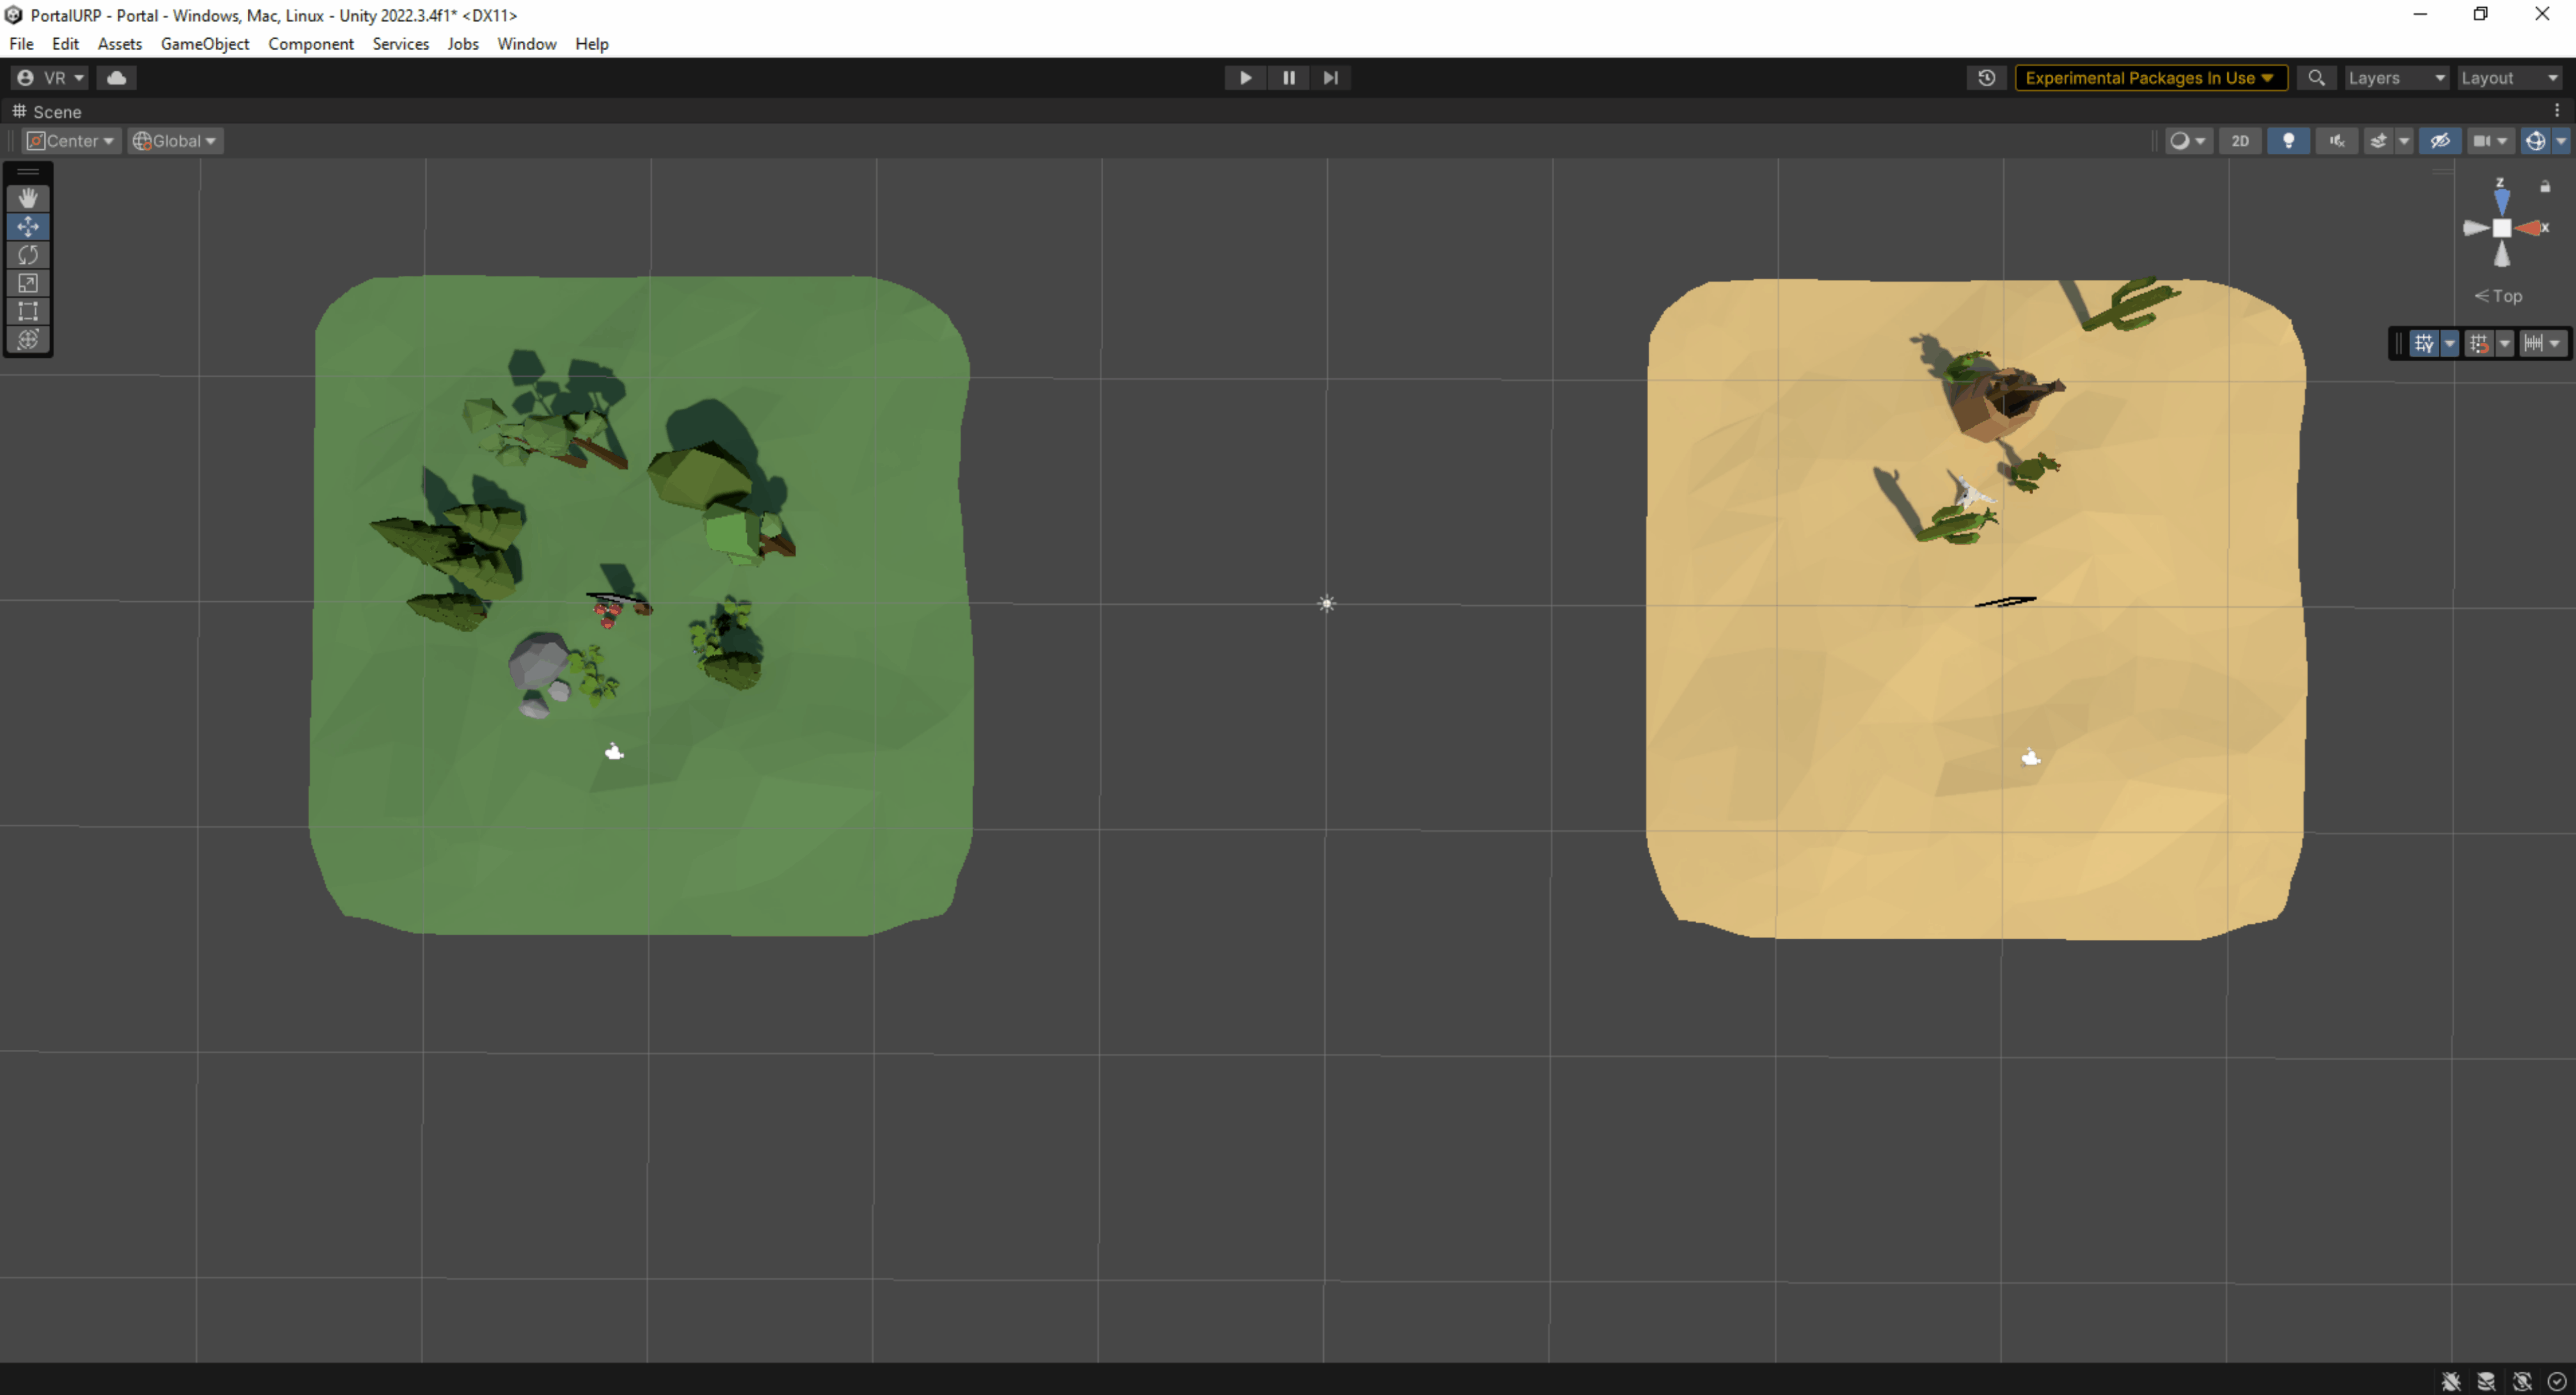 PortalURP - Portal - Windows, Mac, Linux - Unity 2022.3.4f1* <DX11>
File Edit Assets GameObject Component Services Jobs Window Help
VR Experimental Packages In Use Layers Layout
Scene
Center Global 2D
z
x
Top